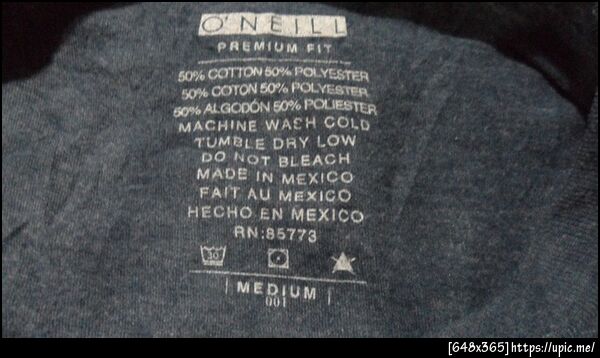 O'NEILL
PREMIUM FIT
50% COTTON 50% POLYESTER
50% COTON 50% POLYESTER
50% ALGODÓN 50% POLIESTER
MACHINE WASH COLD
TUMBLE DRY LOW
DO NOT BLEACH
MADE IN MEXICO
FAIT AU MEXICO
HECHO EN MEXICO
RN:85773
30
MEDIUM
001
[648x365]https://upic.me/